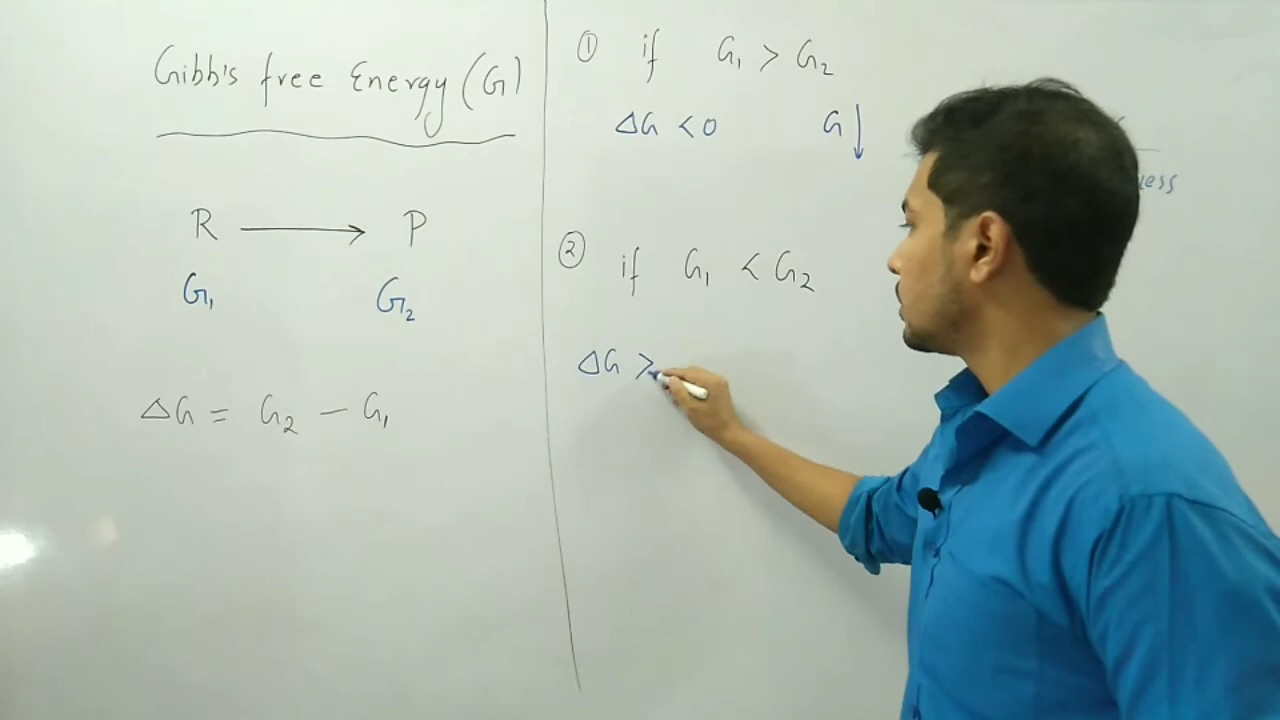 Gibb's free Energy (G)
R ⟶ P
G₁ G₂
ΔG = G₂ − G₁
① if G₁ > G₂
ΔG < 0 G ↓
② if G₁ < G₂
ΔG >